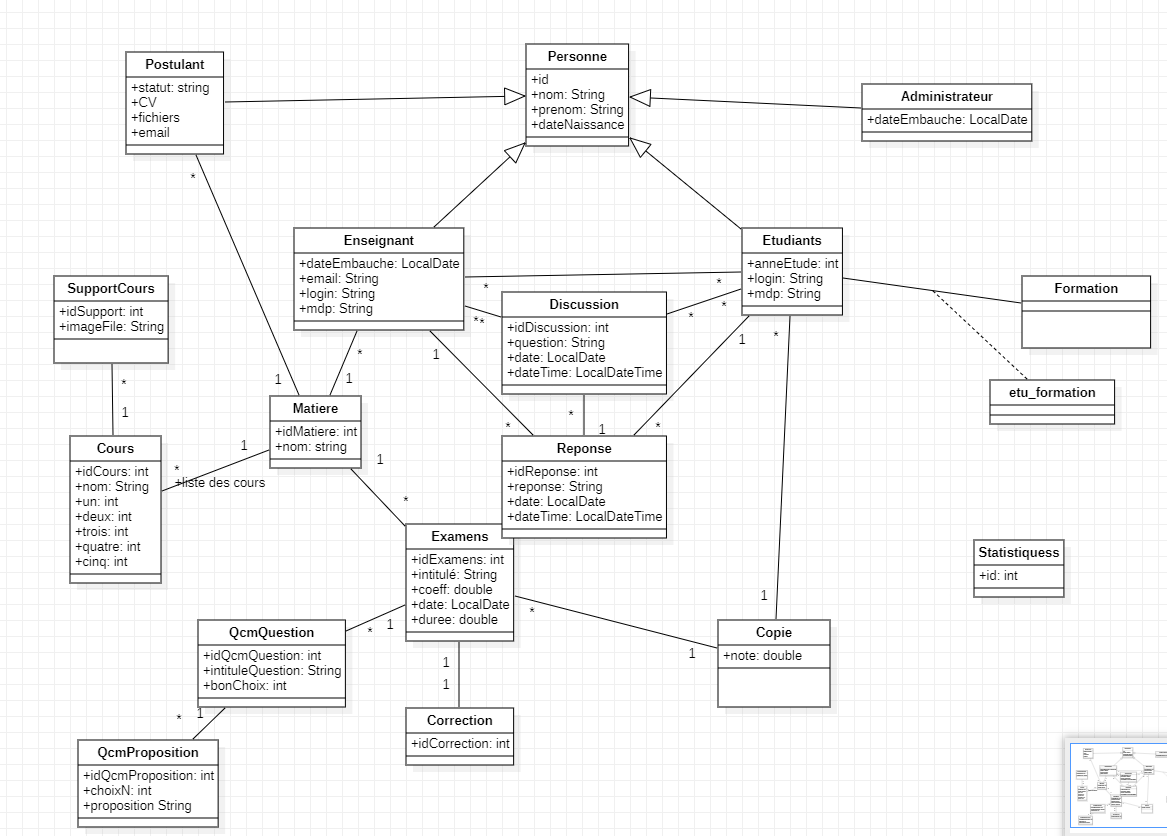 Postulant
+statut: string
+CV
+fichiers
+email
Personne
+id
+nom: String
+prenom: String
+dateNaissance
Administrateur
+dateEmbauche: LocalDate
*
Enseignant
+dateEmbauche: LocalDate
+email: String
+login: String
+mdp: String
Etudiants
+anneEtude: int
+login: String
+mdp: String
Formation
etu_formation
SupportCours
+idSupport: int
+imageFile: String
*
*
Discussion
+idDiscussion: int
+question: String
+date: LocalDate
+dateTime: LocalDateTime
**
*
*
*
1
1
*
1
1
*
1
*
1
Matiere
+idMatiere: int
+nom: string
*
1
*
*
Cours
+idCours: int
+nom: String
+un: int
+deux: int
+trois: int
+quatre: int
+cinq: int
1
*
+liste des cours
Reponse
+idReponse: int
+reponse: String
+date: LocalDate
+dateTime: LocalDateTime
1
*
Examens
+idExamens: int
+intitulé: String
+coeff: double
+date: LocalDate
+duree: double
Statistiquess
+id: int
1
*
1
Copie
+note: double
QcmQuestion
+idQcmQuestion: int
+intituleQuestion: String
+bonChoix: int
*
1
1
1
Correction
+idCorrection: int
*
1
QcmProposition
+idQcmProposition: int
+choixN: int
+proposition String